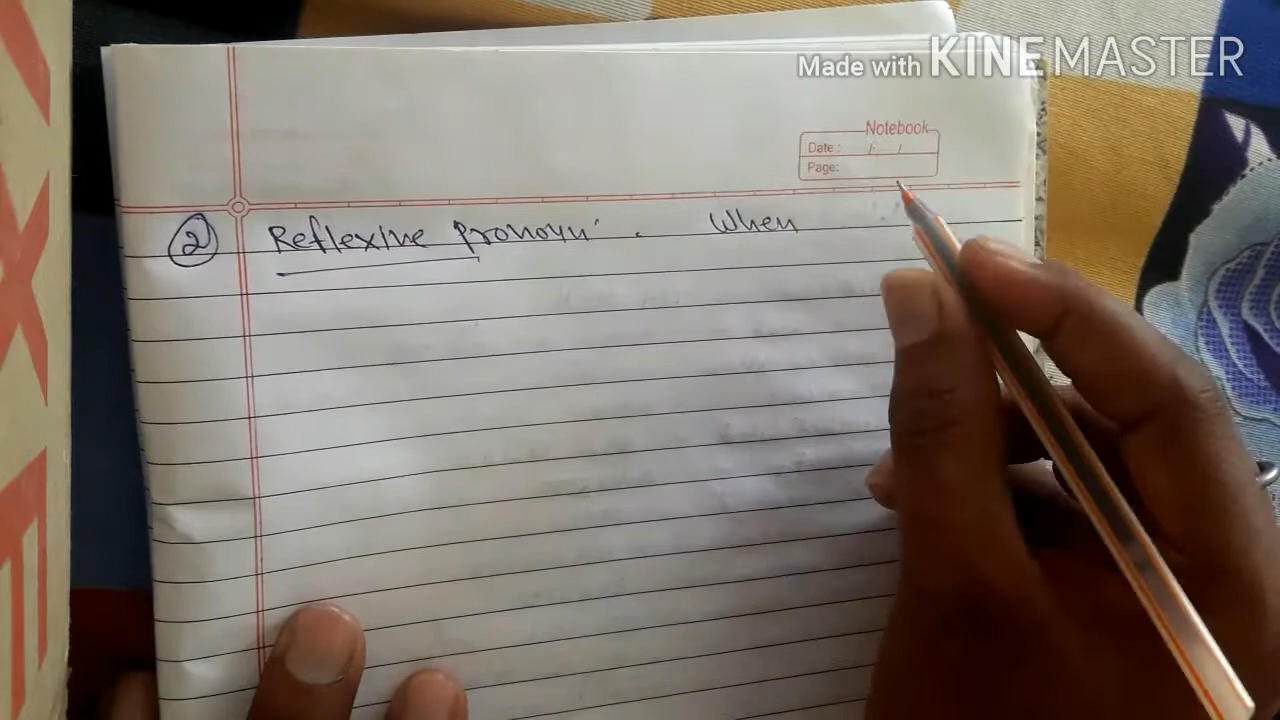 Made with KINEMASTER
Notebook
Date : / /
Page:
② Reflexive pronoun . When